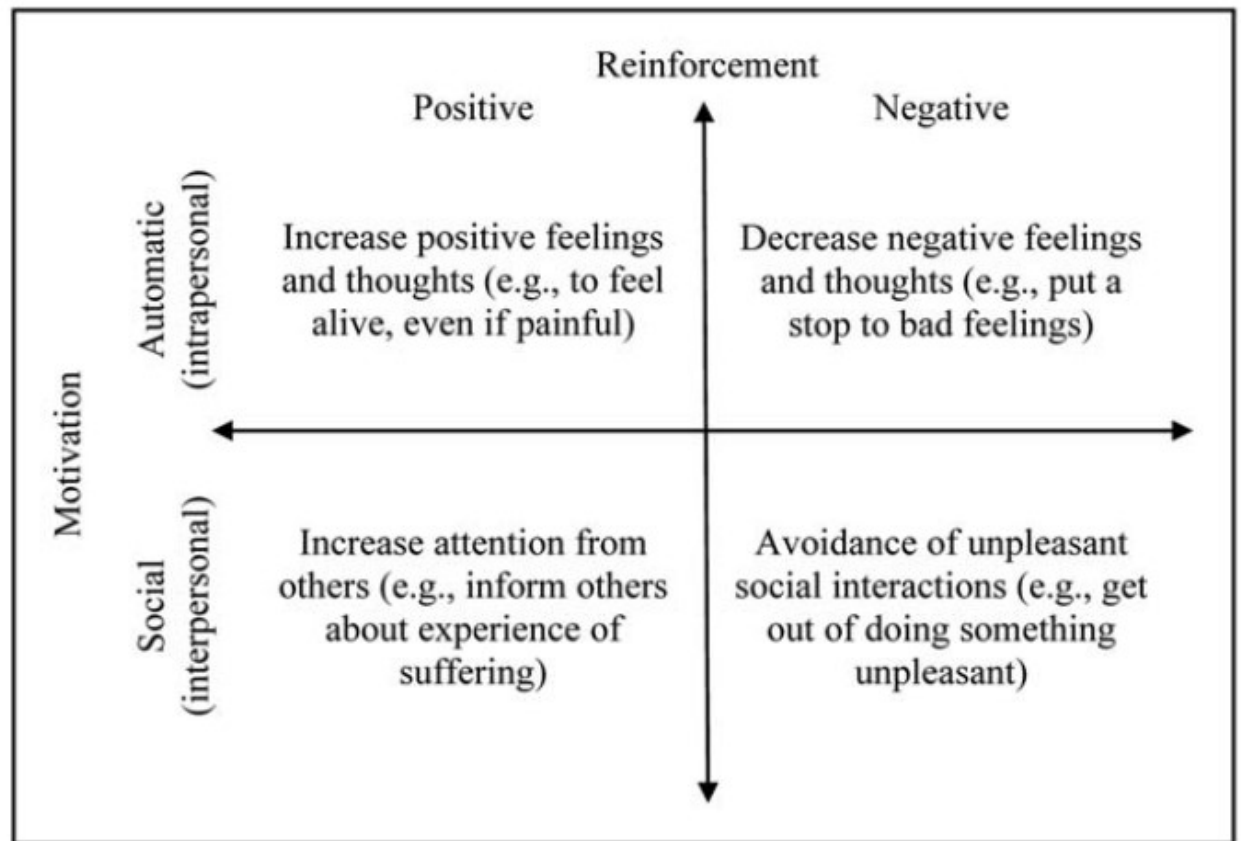 Reinforcement
Positive
Negative
Motivation
Automatic
(intrapersonal)
Increase positive feelings
and thoughts (e.g., to feel
alive, even if painful)
Decrease negative feelings
and thoughts (e.g., put a
stop to bad feelings)
Social
(interpersonal)
Increase attention from
others (e.g., inform others
about experience of
suffering)
Avoidance of unpleasant
social interactions (e.g., get
out of doing something
unpleasant)